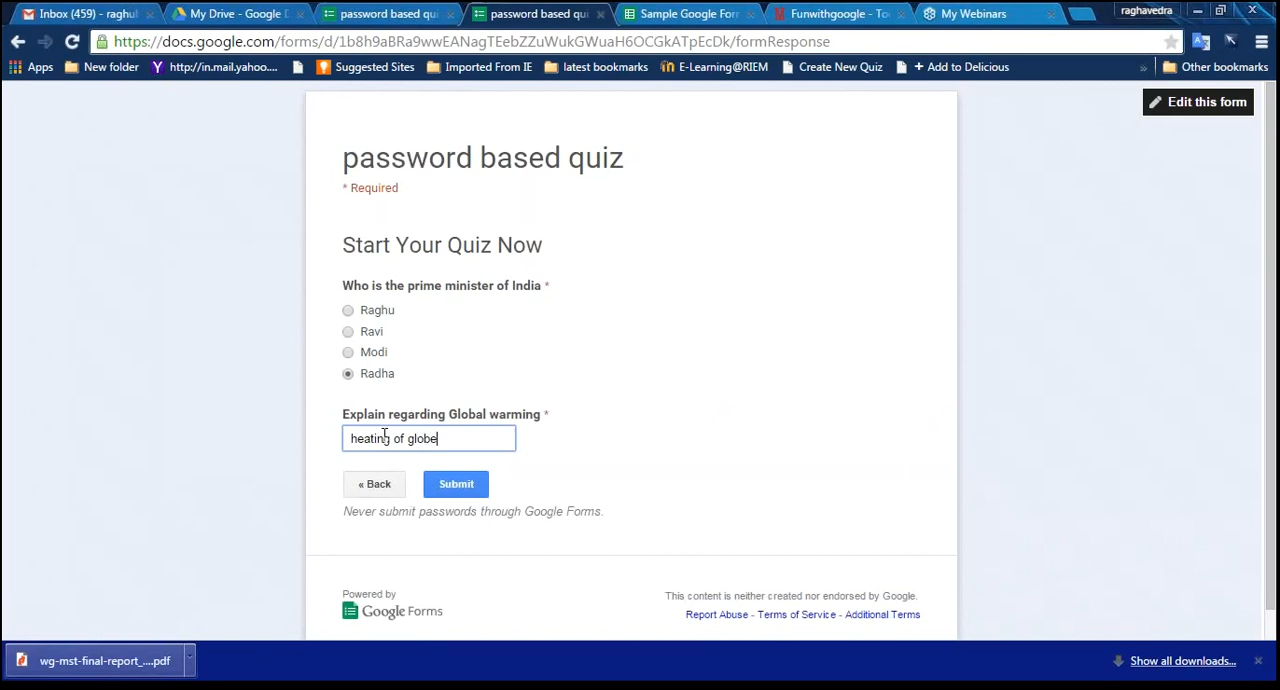 Inbox (459) - raghu
My Drive - Google D
password based qui
password based qui
Sample Google Form
Funwithgoogle - Too
My Webinars
raghavedra
https://docs.google.com/forms/d/1b8h9aBRa9wwEANagTEebZZuWukGWuaH6OCGkATpEcDk/formResponse
Apps
New folder
http://in.mail.yahoo....
Suggested Sites
Imported From IE
latest bookmarks
E-Learning@RIEM
Create New Quiz
+ Add to Delicious
»
Other bookmarks
Edit this form
password based quiz
* Required
Start Your Quiz Now
Who is the prime minister of India *
Raghu
Ravi
Modi
Radha
Explain regarding Global warming *
heating of globe
« Back
Submit
Never submit passwords through Google Forms.
Powered by
Google Forms
This content is neither created nor endorsed by Google.
Report Abuse - Terms of Service - Additional Terms
wg-mst-final-report_....pdf
Show all downloads...